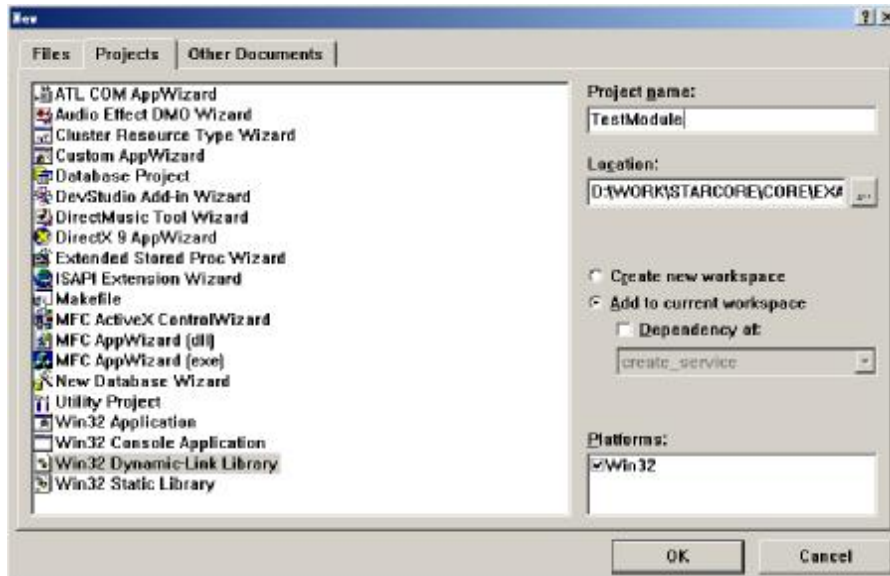 New
Files
Projects
Other Documents
ATL COM AppWizard
Audio Effect DMO Wizard
Cluster Resource Type Wizard
Custom AppWizard
Database Project
DevStudio Add-in Wizard
DirectMusic Tool Wizard
DirectX 9 AppWizard
Extended Stored Proc Wizard
ISAPI Extension Wizard
Makefile
MFC ActiveX ControlWizard
MFC AppWizard (dll)
MFC AppWizard (exe)
New Database Wizard
Utility Project
Win32 Application
Win32 Console Application
Win32 Dynamic-Link Library
Win32 Static Library
Project name:
TestModule
Location:
D:\WORK\STARCORE\CORE\EXA
...
Create new workspace
Add to current workspace
Dependency of:
create_service
Platforms:
Win32
OK
Cancel